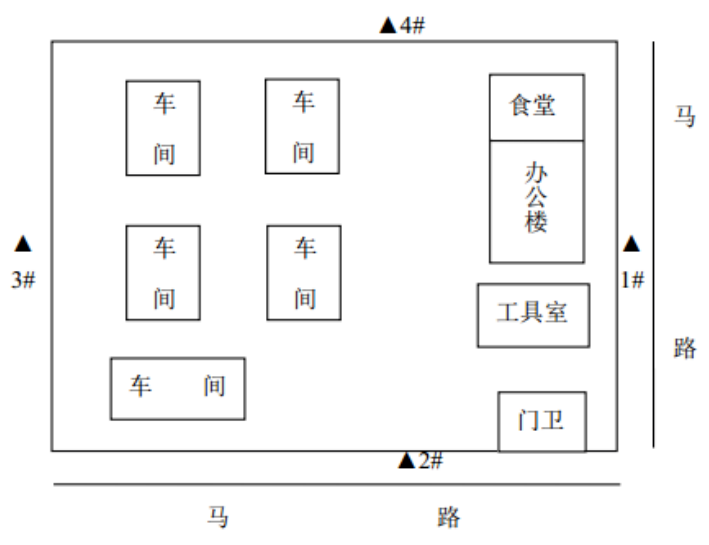 ▲4#
车间
车间
食堂
办公楼
马路
▲
3#
车间
车间
▲
1#
工具室
车 间
门卫
▲2#
马 路